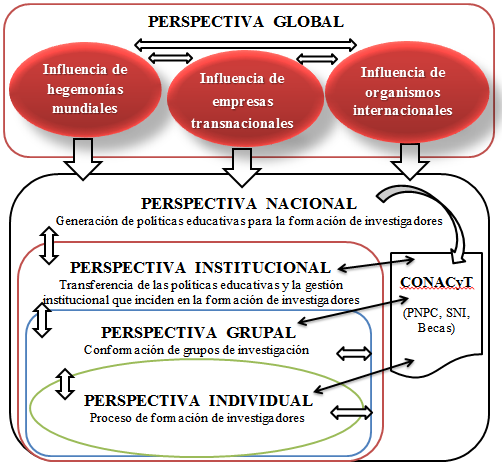 PERSPECTIVA GLOBAL
Influencia de
hegemonías
mundiales
Influencia de
empresas
transnacionales
Influencia de
organismos
internacionales
PERSPECTIVA NACIONAL
Generación de políticas educativas para la formación de investigadores
PERSPECTIVA INSTITUCIONAL
Transferencia de las políticas educativas y la gestión
institucional que inciden en la formación de investigadores
CONACyT
(PNPC, SNI,
Becas)
PERSPECTIVA GRUPAL
Conformación de grupos de investigación
PERSPECTIVA INDIVIDUAL
Proceso de formación de investigadores